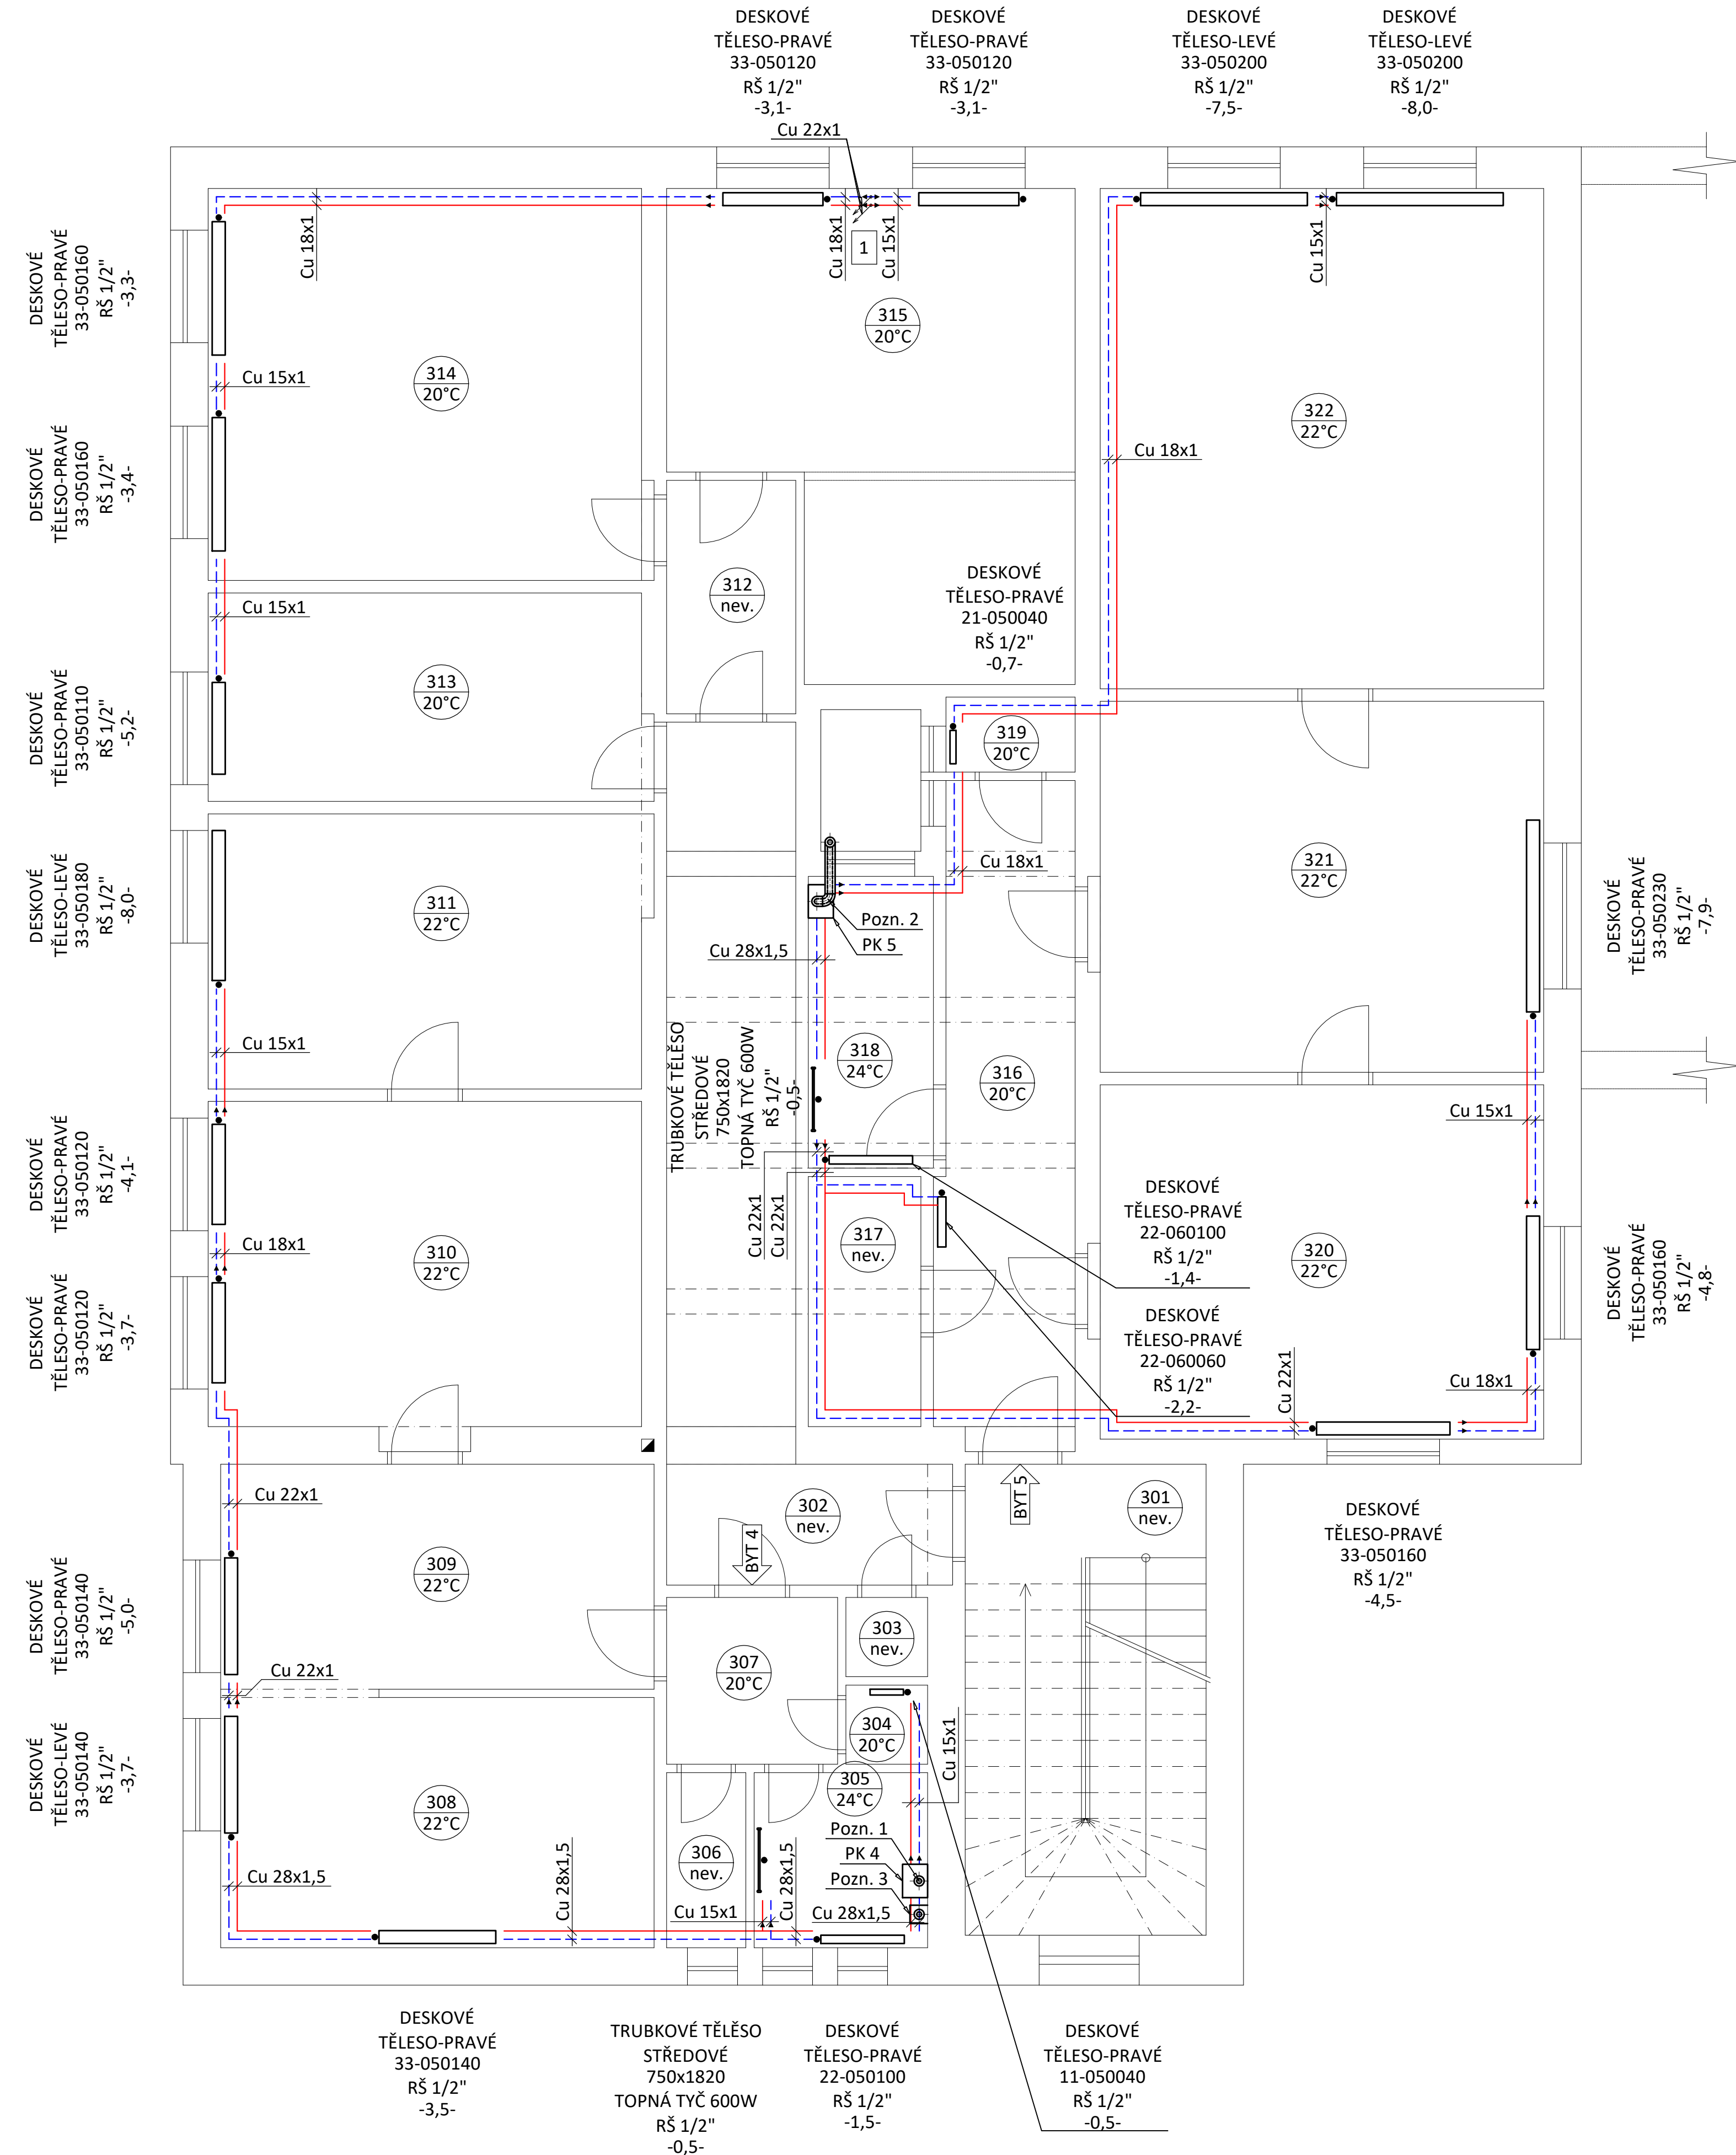 DESKOVÉ
TĚLESO-PRAVÉ
33-050120
RŠ 1/2"
-3,1-
DESKOVÉ
TĚLESO-PRAVÉ
33-050120
RŠ 1/2"
-3,1-
DESKOVÉ
TĚLESO-LEVÉ
33-050200
RŠ 1/2"
-7,5-
DESKOVÉ
TĚLESO-LEVÉ
33-050200
RŠ 1/2"
-8,0-
Cu 22x1
Cu 18x1
Cu 18x1
1
Cu 15x1
Cu 15x1
DESKOVÉ
TĚLESO-PRAVÉ
33-050160
RŠ 1/2"
-3,3-
315
20°C
Cu 15x1
314
20°C
322
22°C
Cu 18x1
DESKOVÉ
TĚLESO-PRAVÉ
33-050160
RŠ 1/2"
-3,4-
312
nev.
DESKOVÉ
TĚLESO-PRAVÉ
21-050040
RŠ 1/2"
-0,7-
Cu 15x1
313
20°C
319
20°C
DESKOVÉ
TĚLESO-PRAVÉ
33-050110
RŠ 1/2"
-5,2-
Cu 18x1
321
22°C
DESKOVÉ
TĚLESO-LEVÉ
33-050180
RŠ 1/2"
-8,0-
311
22°C
Pozn. 2
PK 5
Cu 28x1,5
DESKOVÉ
TĚLESO-PRAVÉ
33-050230
RŠ 1/2"
-7,9-
Cu 15x1
TRUBKOVÉ TĚLĚSO
STŘEDOVÉ
750x1820
TOPNÁ TYČ 600W
RŠ 1/2"
-0,5-
318
24°C
316
20°C
Cu 15x1
DESKOVÉ
TĚLESO-PRAVÉ
33-050120
RŠ 1/2"
-4,1-
Cu 22x1
Cu 22x1
DESKOVÉ
TĚLESO-PRAVÉ
22-060100
RŠ 1/2"
-1,4-
Cu 18x1
310
22°C
317
nev.
320
22°C
DESKOVÉ
TĚLESO-PRAVÉ
33-050160
RŠ 1/2"
-4,8-
DESKOVÉ
TĚLESO-PRAVÉ
33-050120
RŠ 1/2"
-3,7-
DESKOVÉ
TĚLESO-PRAVÉ
22-060060
RŠ 1/2"
-2,2-
Cu 22x1
Cu 18x1
Cu 22x1
302
nev.
BYT 5
301
nev.
BYT 4
DESKOVÉ
TĚLESO-PRAVÉ
33-050160
RŠ 1/2"
-4,5-
309
22°C
DESKOVÉ
TĚLESO-PRAVÉ
33-050140
RŠ 1/2"
-5,0-
303
nev.
Cu 22x1
307
20°C
304
20°C
Cu 15x1
DESKOVÉ
TĚLESO-LEVÉ
33-050140
RŠ 1/2"
-3,7-
308
22°C
305
24°C
Pozn. 1
PK 4
Pozn. 3
306
nev.
Cu 28x1,5
Cu 28x1,5
Cu 28x1,5
Cu 15x1
Cu 28x1,5
DESKOVÉ
TĚLESO-PRAVÉ
33-050140
RŠ 1/2"
-3,5-
TRUBKOVÉ TĚLĚSO
STŘEDOVÉ
750x1820
TOPNÁ TYČ 600W
RŠ 1/2"
-0,5-
DESKOVÉ
TĚLESO-PRAVÉ
22-050100
RŠ 1/2"
-1,5-
DESKOVÉ
TĚLESO-PRAVÉ
11-050040
RŠ 1/2"
-0,5-